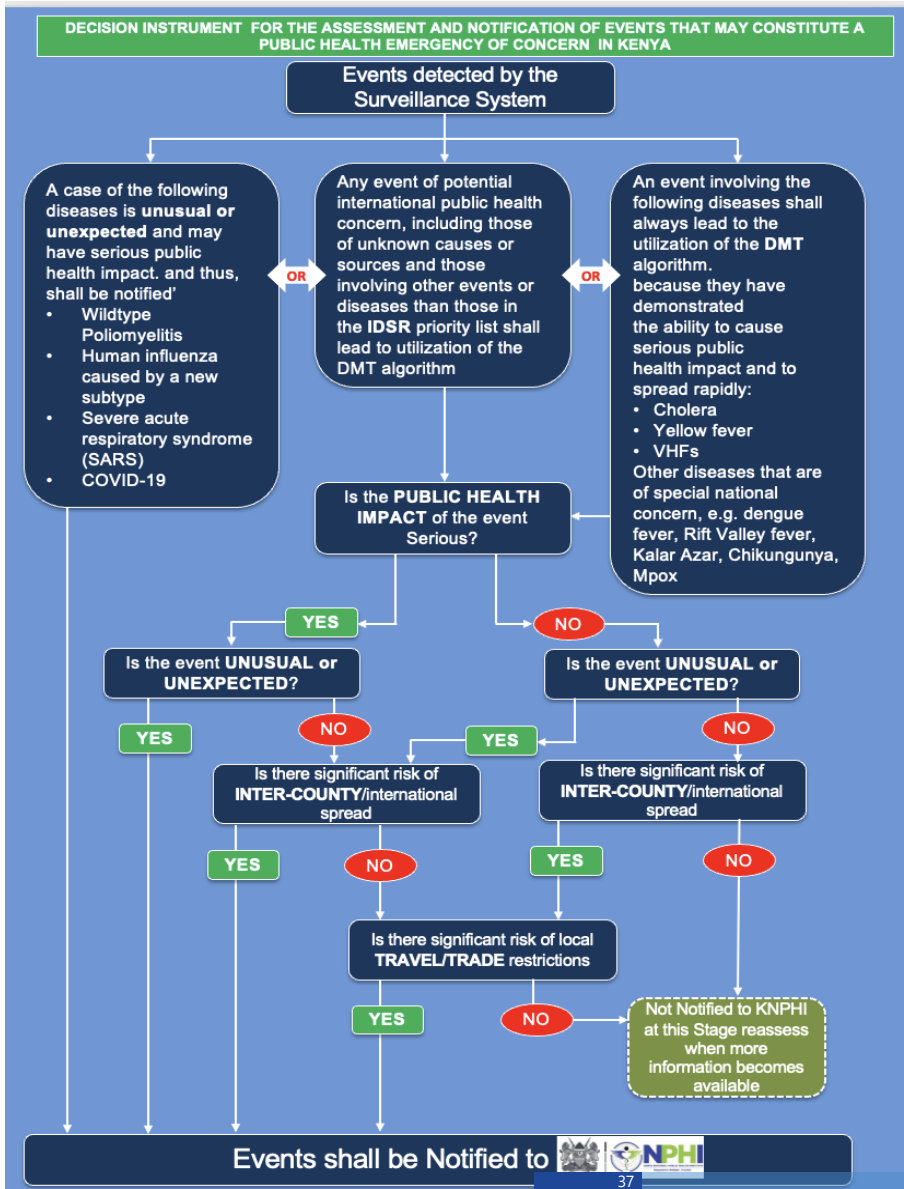 DECISION INSTRUMENT FOR THE ASSESSMENT AND NOTIFICATION OF EVENTS THAT MAY CONSTITUTE A
PUBLIC HEALTH EMERGENCY OF CONCERN IN KENYA
Events detected by the
Surveillance System
A case of the following
diseases is unusual or
unexpected and may
have serious public
health impact. and thus,
shall be notified'
• Wildtype
Poliomyelitis
• Human influenza
caused by a new
subtype
• Severe acute
respiratory syndrome
(SARS)
• COVID-19
OR
Any event of potential
international public health
concern, including those
of unknown causes or
sources and those
involving other events or
diseases than those in
the IDSR priority list shall
lead to utilization of the
DMT algorithm
OR
An event involving the
following diseases shall
always lead to the
utilization of the DMT
algorithm.
because they have
demonstrated
the ability to cause
serious public
health impact and to
spread rapidly:
• Cholera
• Yellow fever
• VHFs
Other diseases that are
of special national
concern, e.g. dengue
fever, Rift Valley fever,
Kalar Azar, Chikungunya,
Mpox
Is the PUBLIC HEALTH
IMPACT of the event
Serious?
YES
NO
Is the event UNUSUAL or
UNEXPECTED?
Is the event UNUSUAL or
UNEXPECTED?
YES
NO
YES
NO
Is there significant risk of
INTER-COUNTY/international
spread
Is there significant risk of
INTER-COUNTY/international
spread
YES
NO
YES
NO
Is there significant risk of local
TRAVEL/TRADE restrictions
YES
NO
Not Notified to KNPHI
at this Stage reassess
when more
information becomes
available
Events shall be Notified to NPHI
37